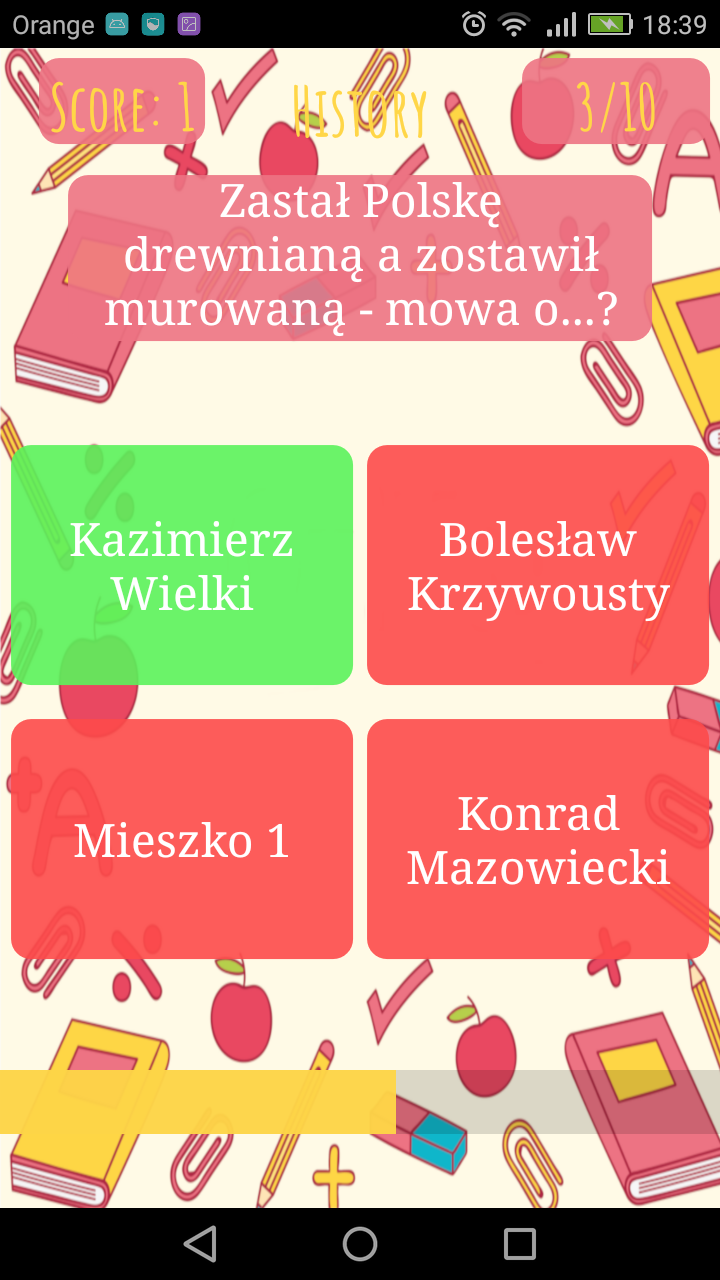 Orange 18:39
Score: 1 History 3/10
Zastał Polskę
drewnianą a zostawił
murowaną - mowa o...?
Kazimierz
Wielki
Bolesław
Krzywousty
Mieszko 1
Konrad
Mazowiecki